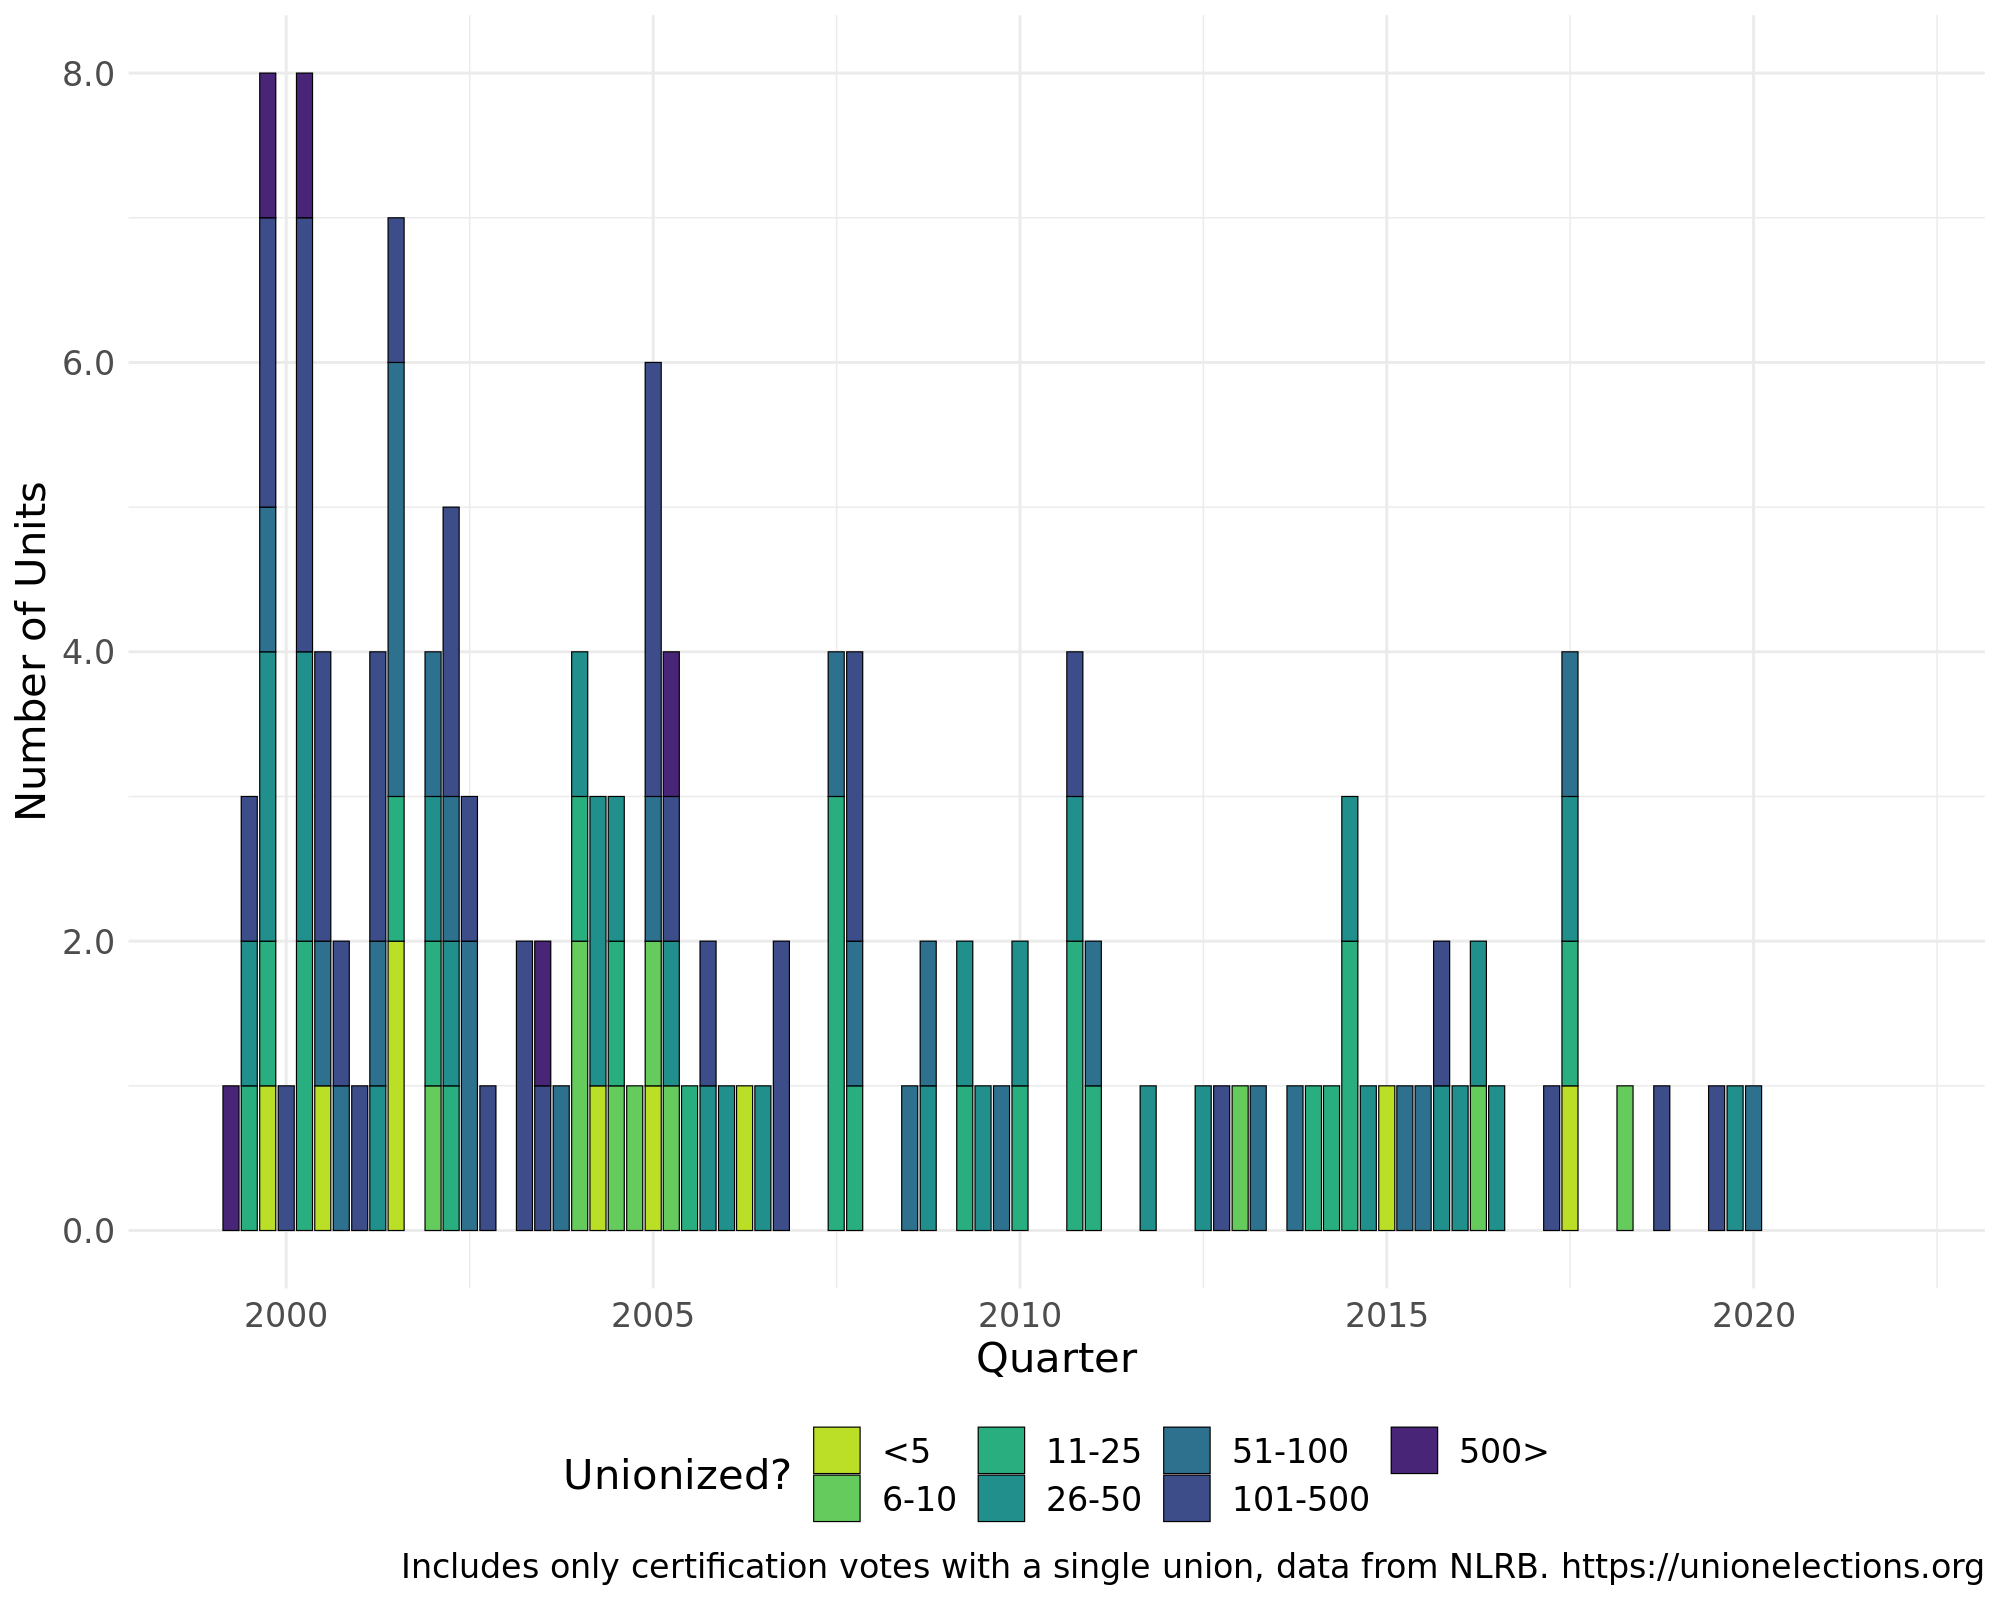 8.0
6.0
4.0
2.0
0.0
Number of Units
2000 2005 2010 2015 2020
Quarter
Unionized?
<5 11-25 51-100 500>
6-10 26-50 101-500
Includes only certification votes with a single union, data from NLRB. https://unionelections.org